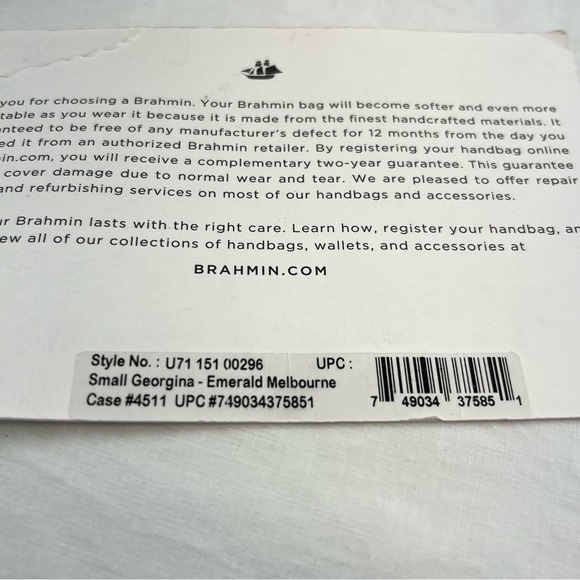 you for choosing a Brahmin. Your Brahmin bag will become softer and even more
table as you wear it because it is made from the finest handcrafted materials. It
nteed to be free of any manufacturer's defect for 12 months from the day you
ed it from an authorized Brahmin retailer. By registering your handbag online
in.com, you will receive a complementary two-year guarantee. This guarantee
cover damage due to normal wear and tear. We are pleased to offer repair
and refurbishing services on most of our handbags and accessories.
ur Brahmin lasts with the right care. Learn how, register your handbag, an
ew all of our collections of handbags, wallets, and accessories at
BRAHMIN.COM
Style No. : U71 151 00296 UPC :
Small Georgina - Emerald Melbourne
Case #4511 UPC #749034375851
7 49034 37585 1